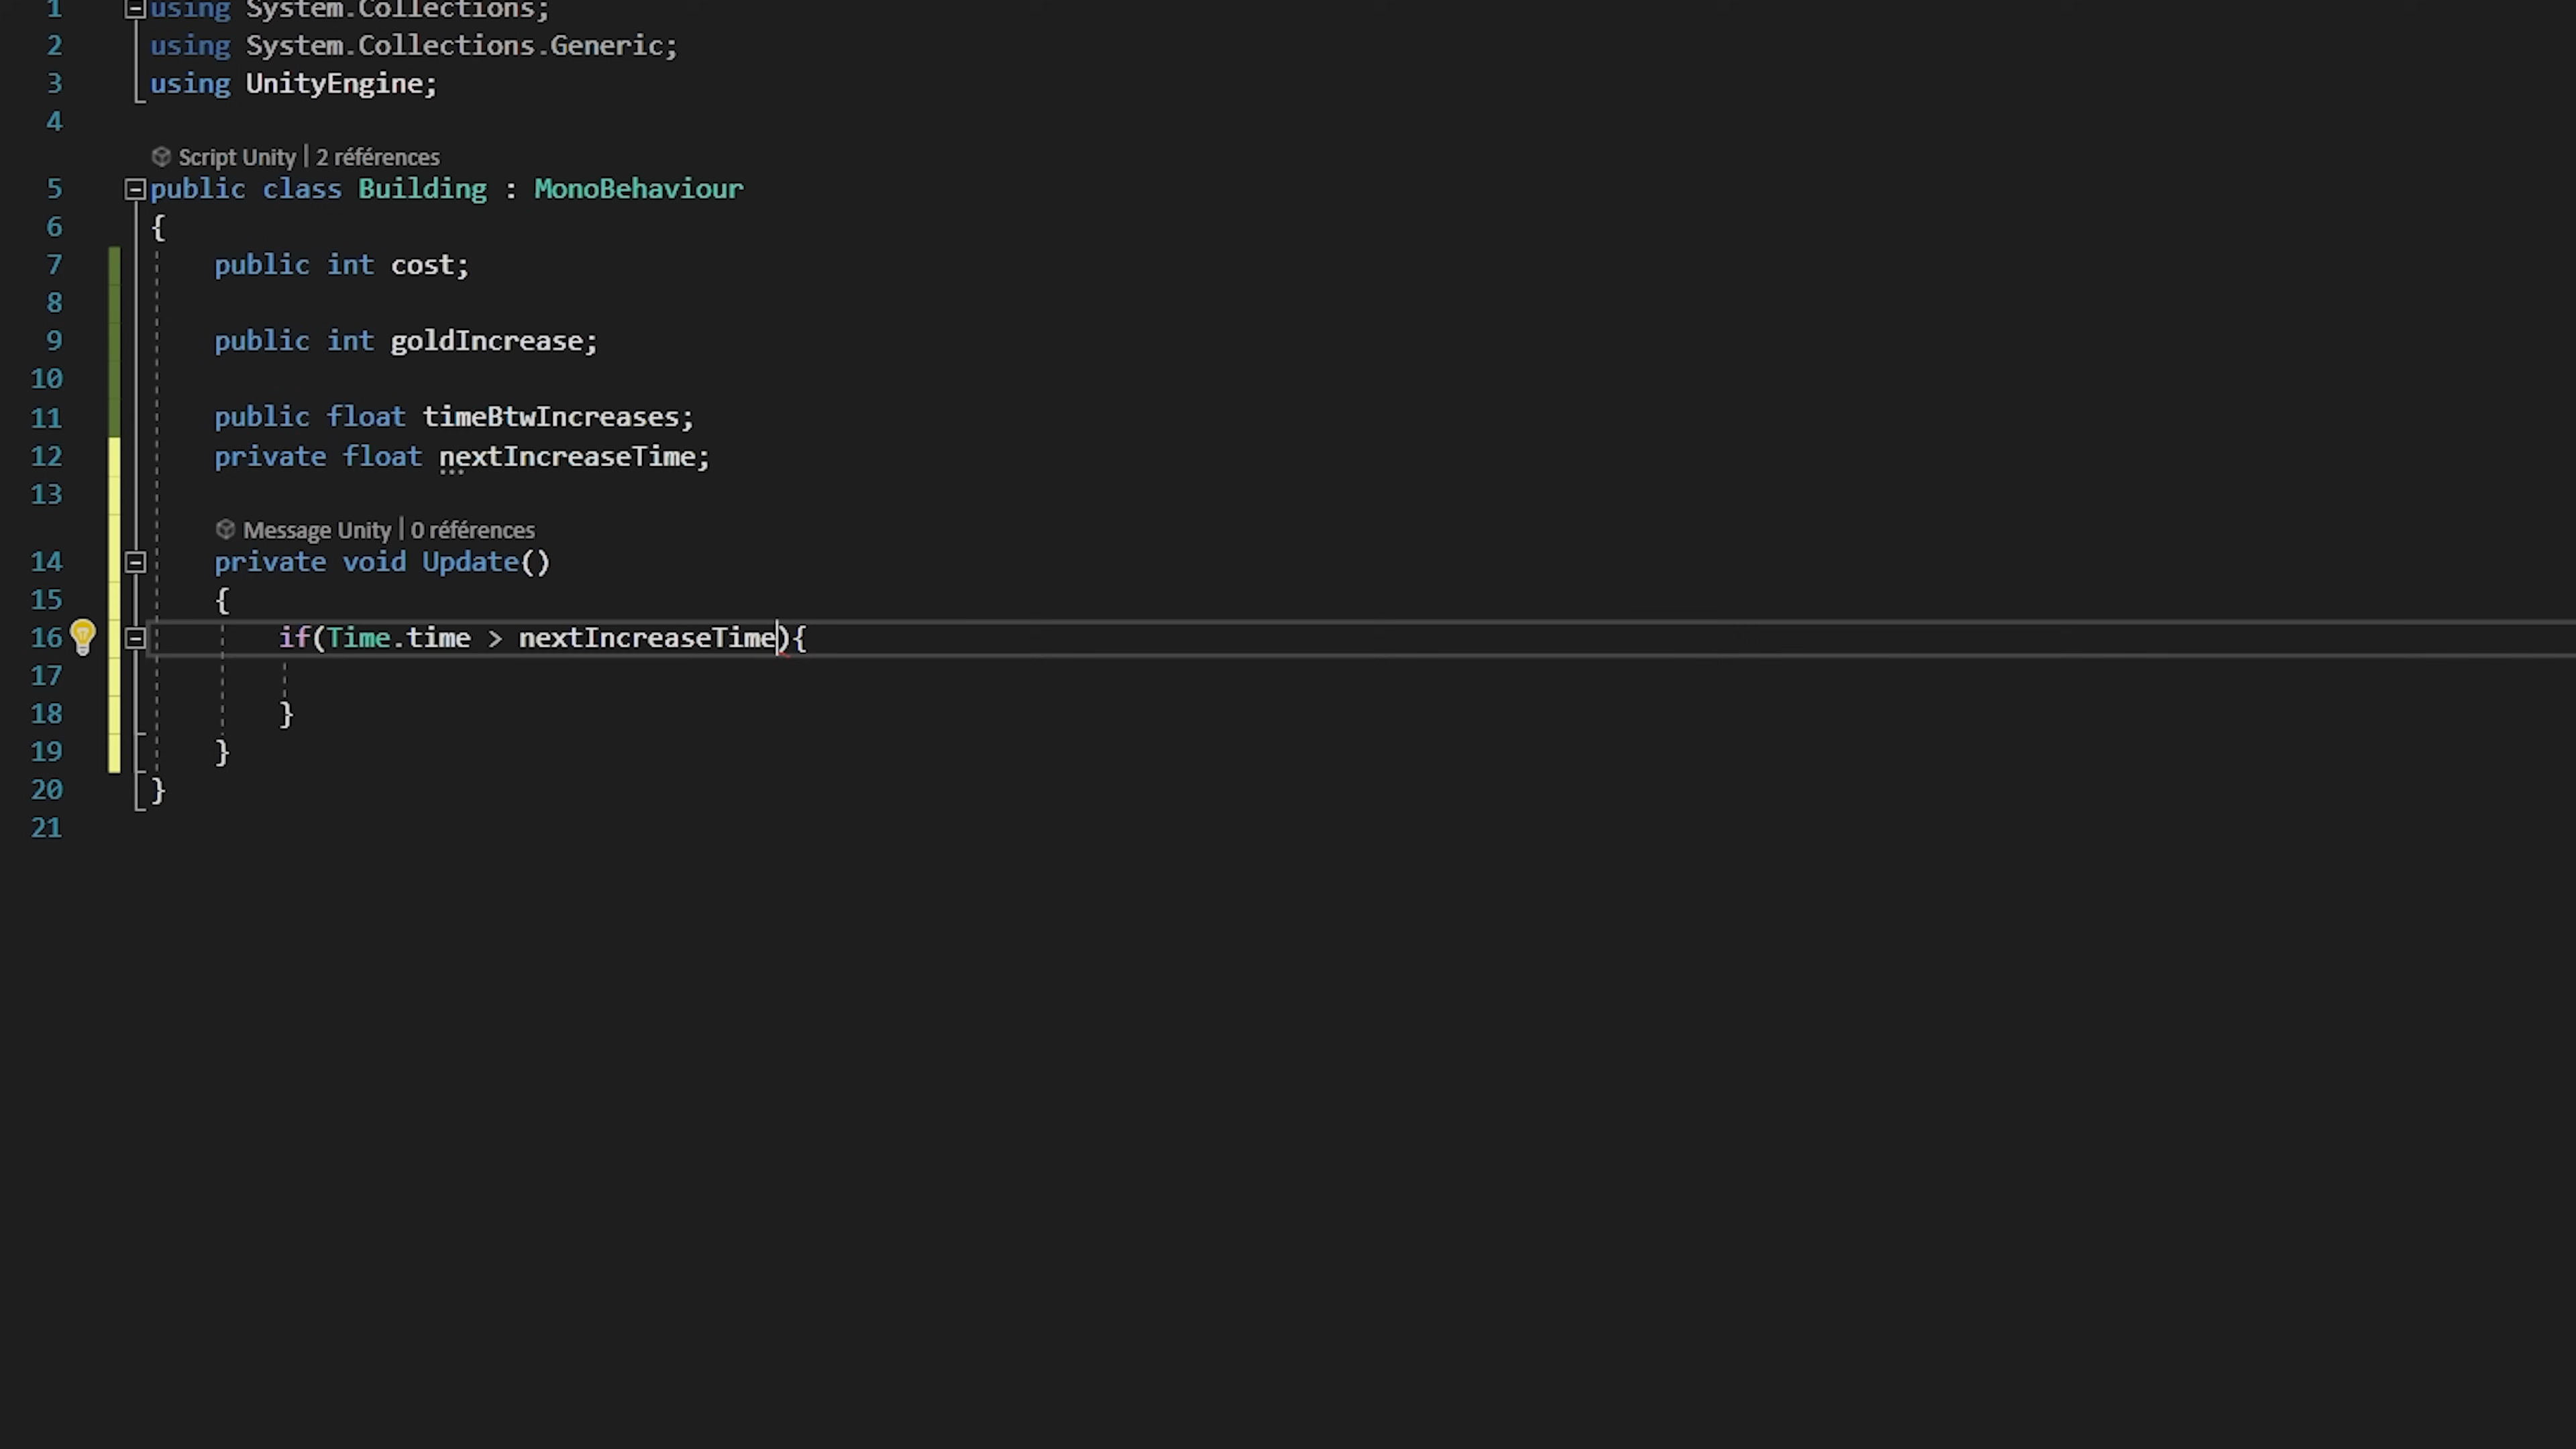 1 using System.Collections;
2 using System.Collections.Generic;
3 using UnityEngine;
4
Script Unity | 2 références
5 public class Building : MonoBehaviour
6 {
7 public int cost;
8
9 public int goldIncrease;
10
11 public float timeBtwIncreases;
12 private float nextIncreaseTime;
13
Message Unity | 0 références
14 private void Update()
15 {
16 if(Time.time > nextIncreaseTime){
17
18 }
19 }
20 }
21